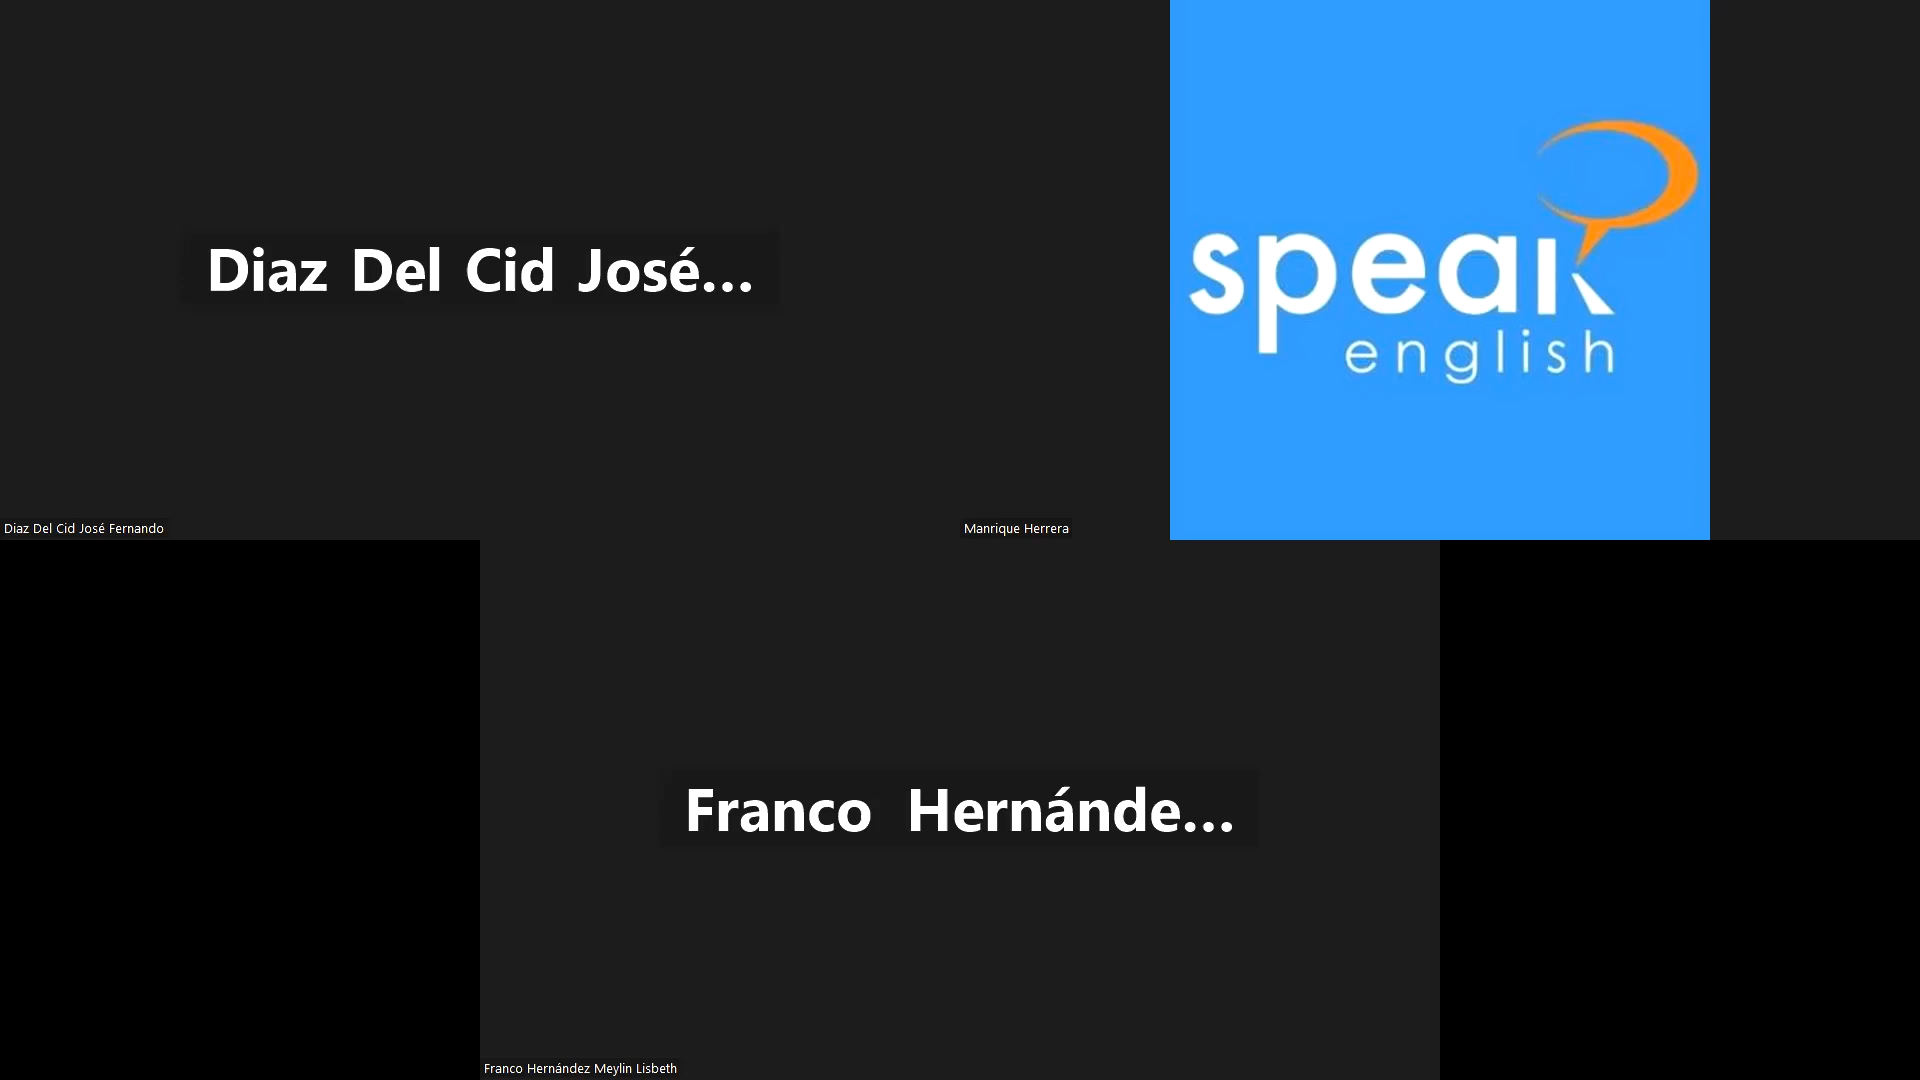 Diaz Del Cid José...
speak
english
Diaz Del Cid José Fernando
Manrique Herrera
Franco Hernánde...
Franco Hernández Meylin Lisbeth